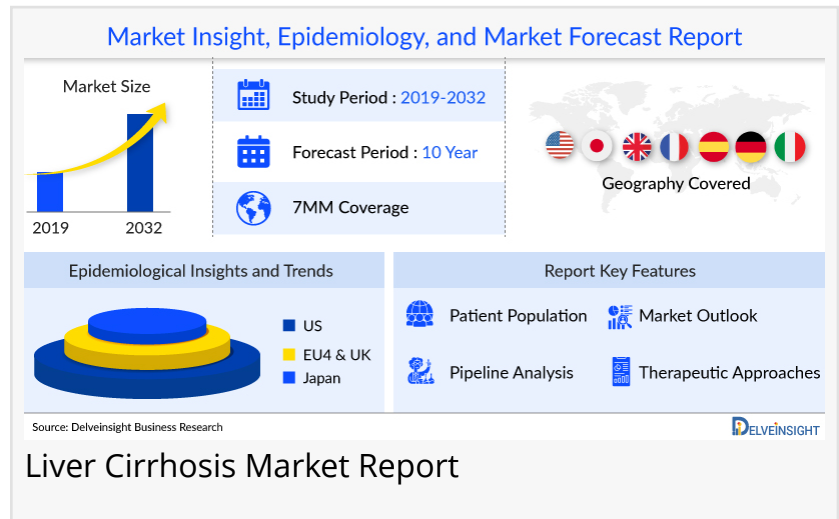 Market Insight, Epidemiology, and Market Forecast Report
Market Size
2019
2032
Study Period : 2019-2032
Forecast Period : 10 Year
7MM Coverage
Geography Covered
Epidemiological Insights and Trends
US
EU4 & UK
Japan
Report Key Features
Patient Population
Market Outlook
Pipeline Analysis
Therapeutic Approaches
Source: Delveinsight Business Research
DELVEINSIGHT
Liver Cirrhosis Market Report